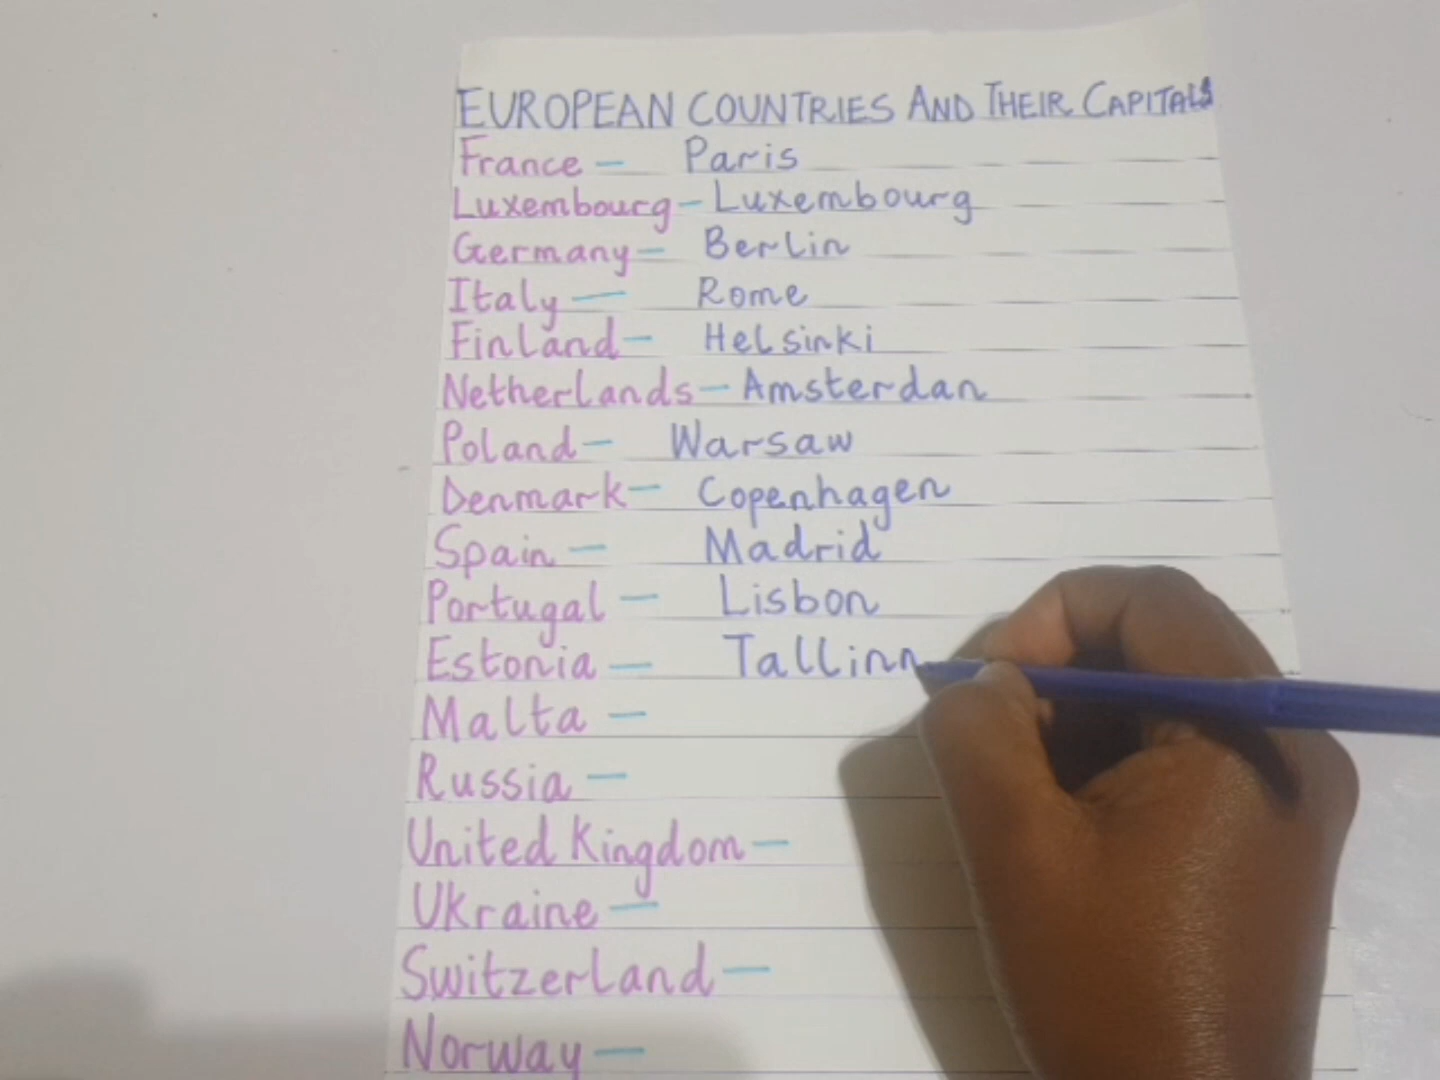 EUROPEAN COUNTRIES AND THEIR CAPITALS
France — Paris
Luxembourg — Luxembourg
Germany — Berlin
Italy — Rome
Finland — Helsinki
Netherlands — Amsterdan
Poland — Warsaw
Denmark — Copenhagen
Spain — Madrid
Portugal — Lisbon
Estonia — Tallinn
Malta —
Russia —
United Kingdom —
Ukraine —
Switzerland —
Norway —